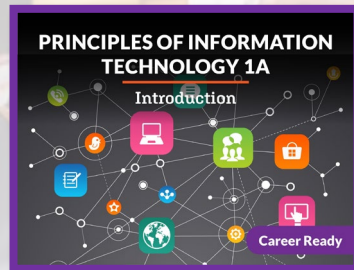 PRINCIPLES OF INFORMATION
TECHNOLOGY 1A
Introduction
Career Ready